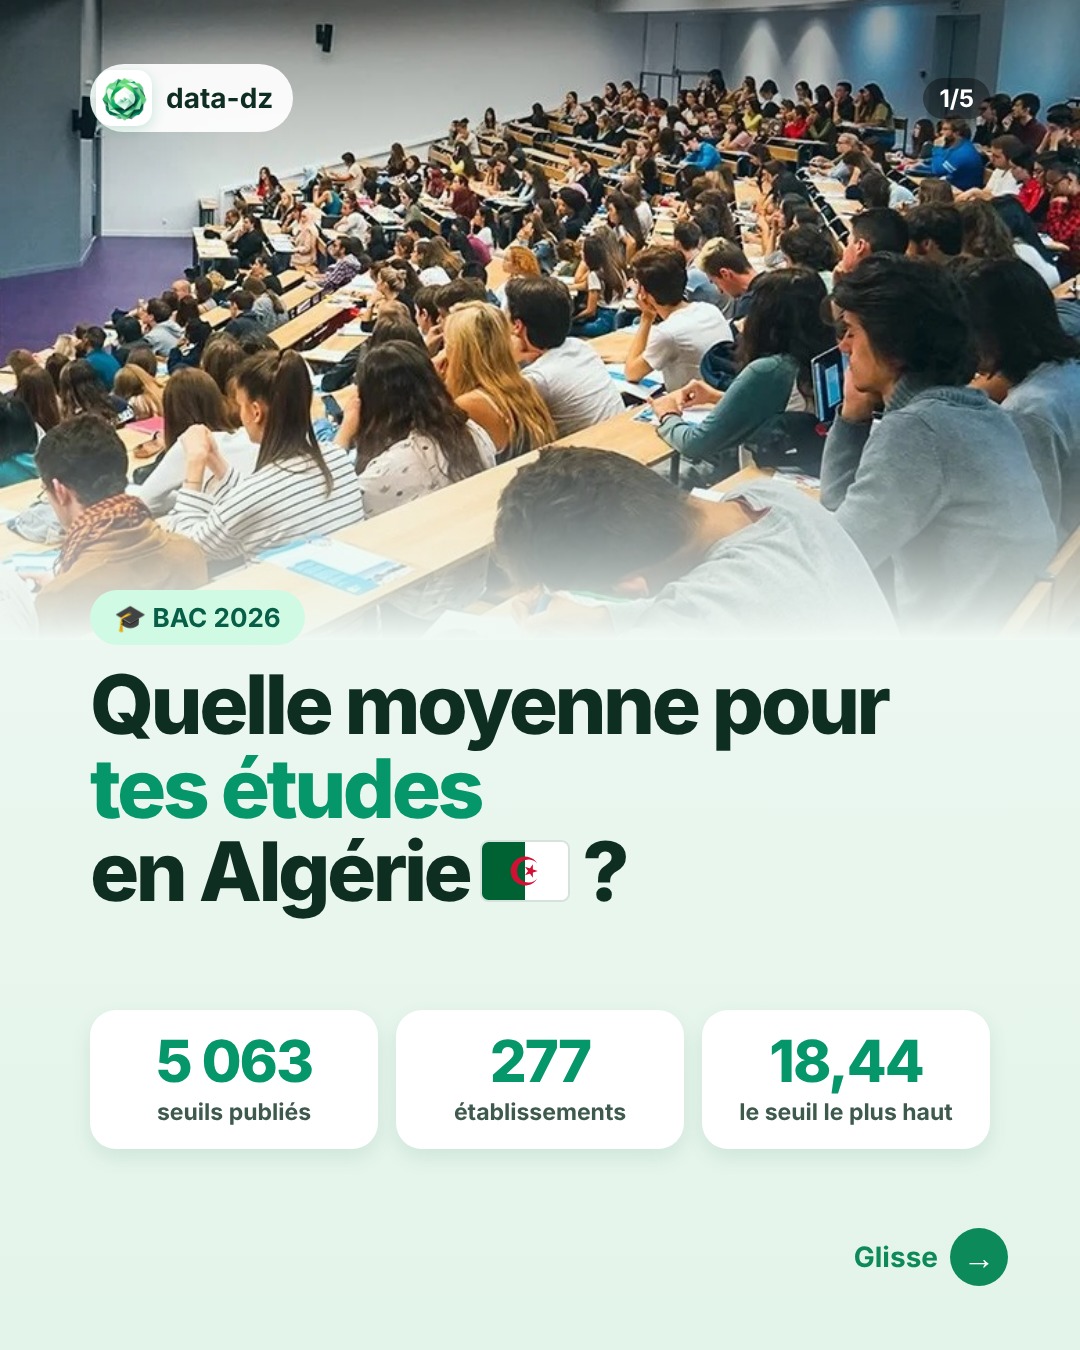 data-dz
1/5
🎓 BAC 2026
Quelle moyenne pour
tes études
en Algérie 🇩🇿 ?
5 063
seuils publiés
277
établissements
18,44
le seuil le plus haut
Glisse →